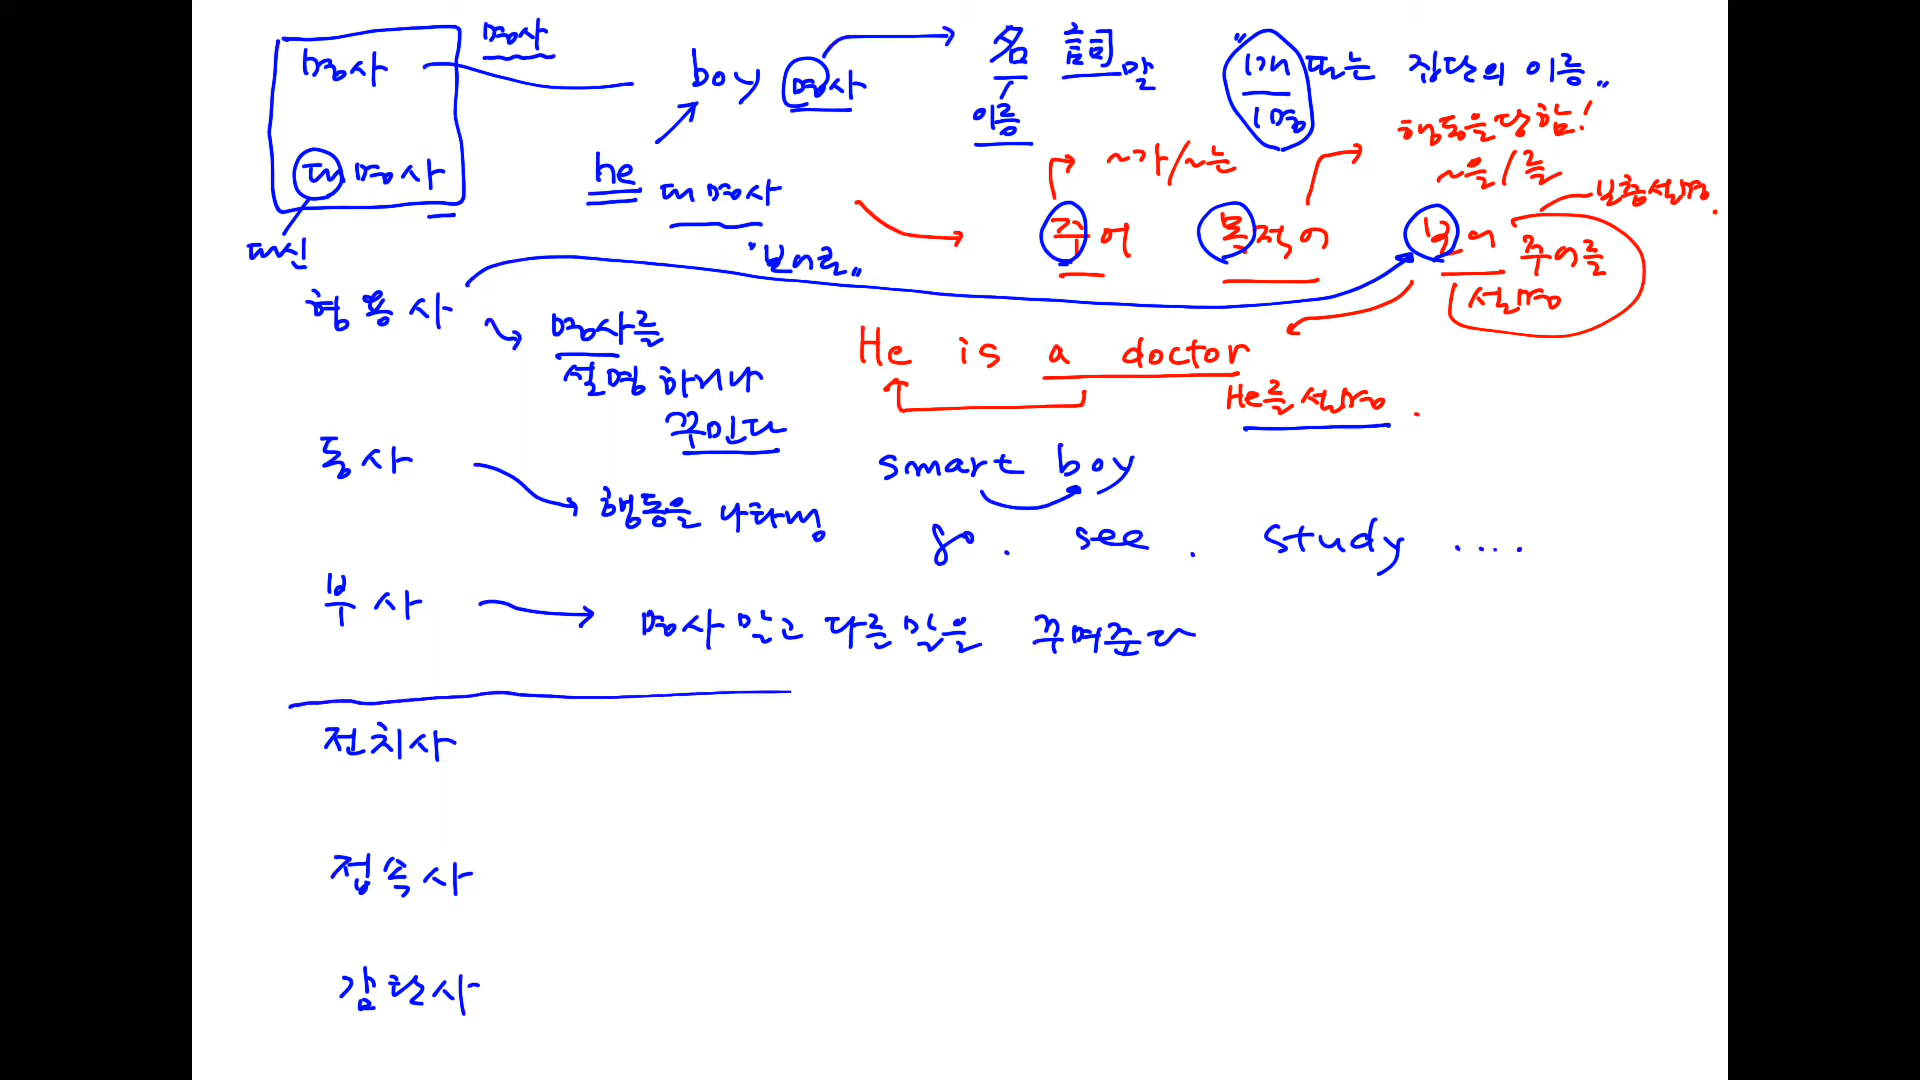 명사
명사 boy 명사 名詞 말 "1개 또는 집단의 이름"
이름 1명
행동을 당함!
~가/~는 ~을/를
대명사 he 대명사 보충설명.
대신 주어 목적어 보어 주어를
설명
"보어로"
형용사 명사를
설명하거나
꾸민다
He is a doctor
He를 설명.
동사 smart boy
행동을 나타냄 go. see. study ....
부사 명사 말고 다른 말을 꾸며준다
전치사
접속사
감탄사